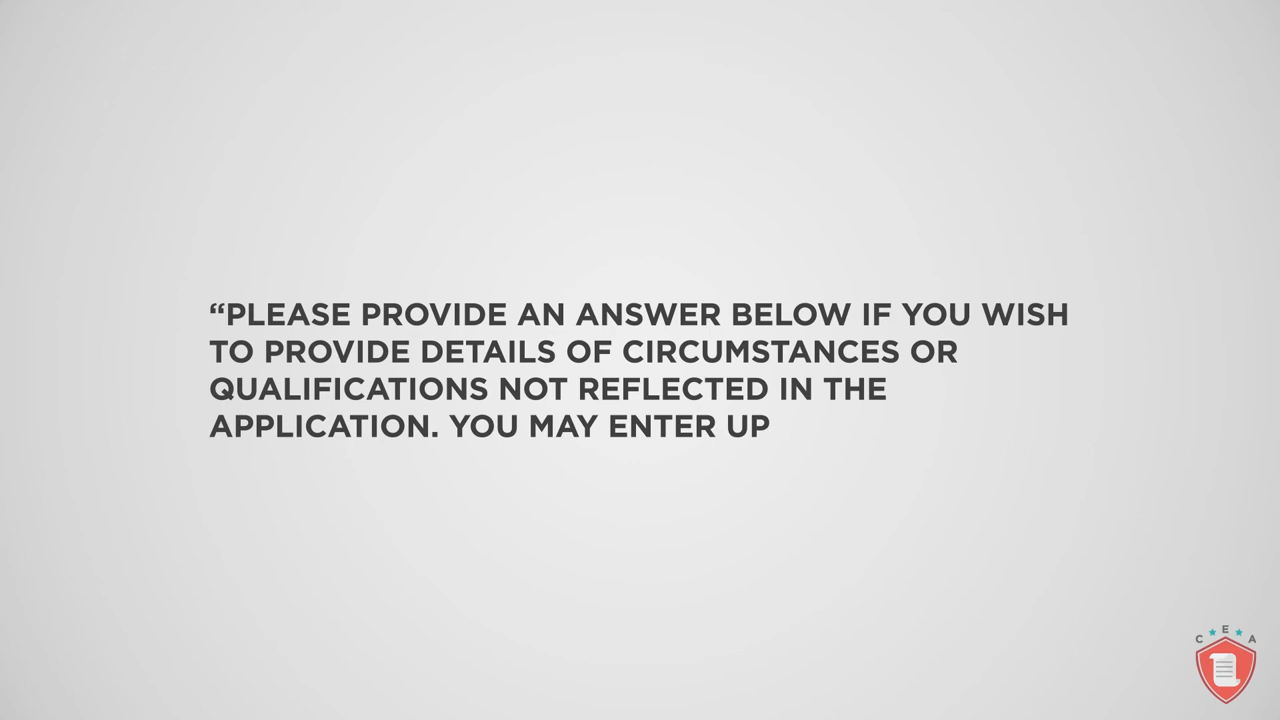 “PLEASE PROVIDE AN ANSWER BELOW IF YOU WISH
TO PROVIDE DETAILS OF CIRCUMSTANCES OR
QUALIFICATIONS NOT REFLECTED IN THE
APPLICATION. YOU MAY ENTER UP
C E A